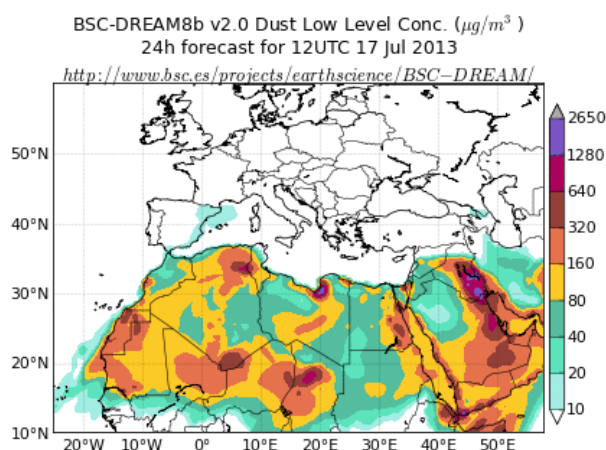 BSC-DREAM8b v2.0 Dust Low Level Conc. (μg/m³ )
24h forecast for 12UTC 17 Jul 2013
http://www.bsc.es/projects/earthscience/BSC−DREAM/
2650
1280
640
320
160
80
40
20
10
50°N
40°N
30°N
20°N
10°N
20°W 10°W 0° 10°E 20°E 30°E 40°E 50°E